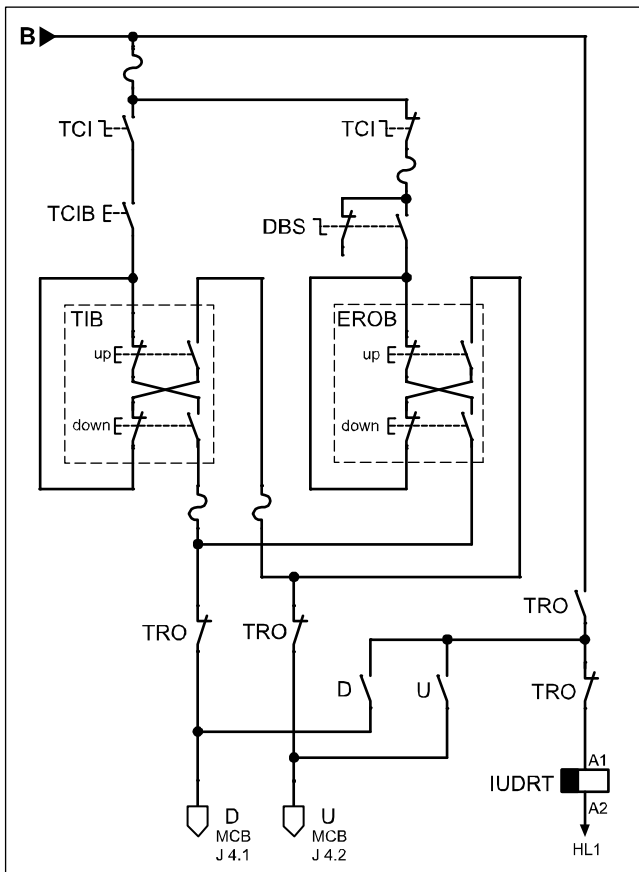 B
TCI
TCI
TCIB
DBS
TIB
EROB
up
up
down
down
TRO
TRO
TRO
D
U
TRO
A1
IUDRT
A2
D
MCB
J 4.1
U
MCB
J 4.2
HL1